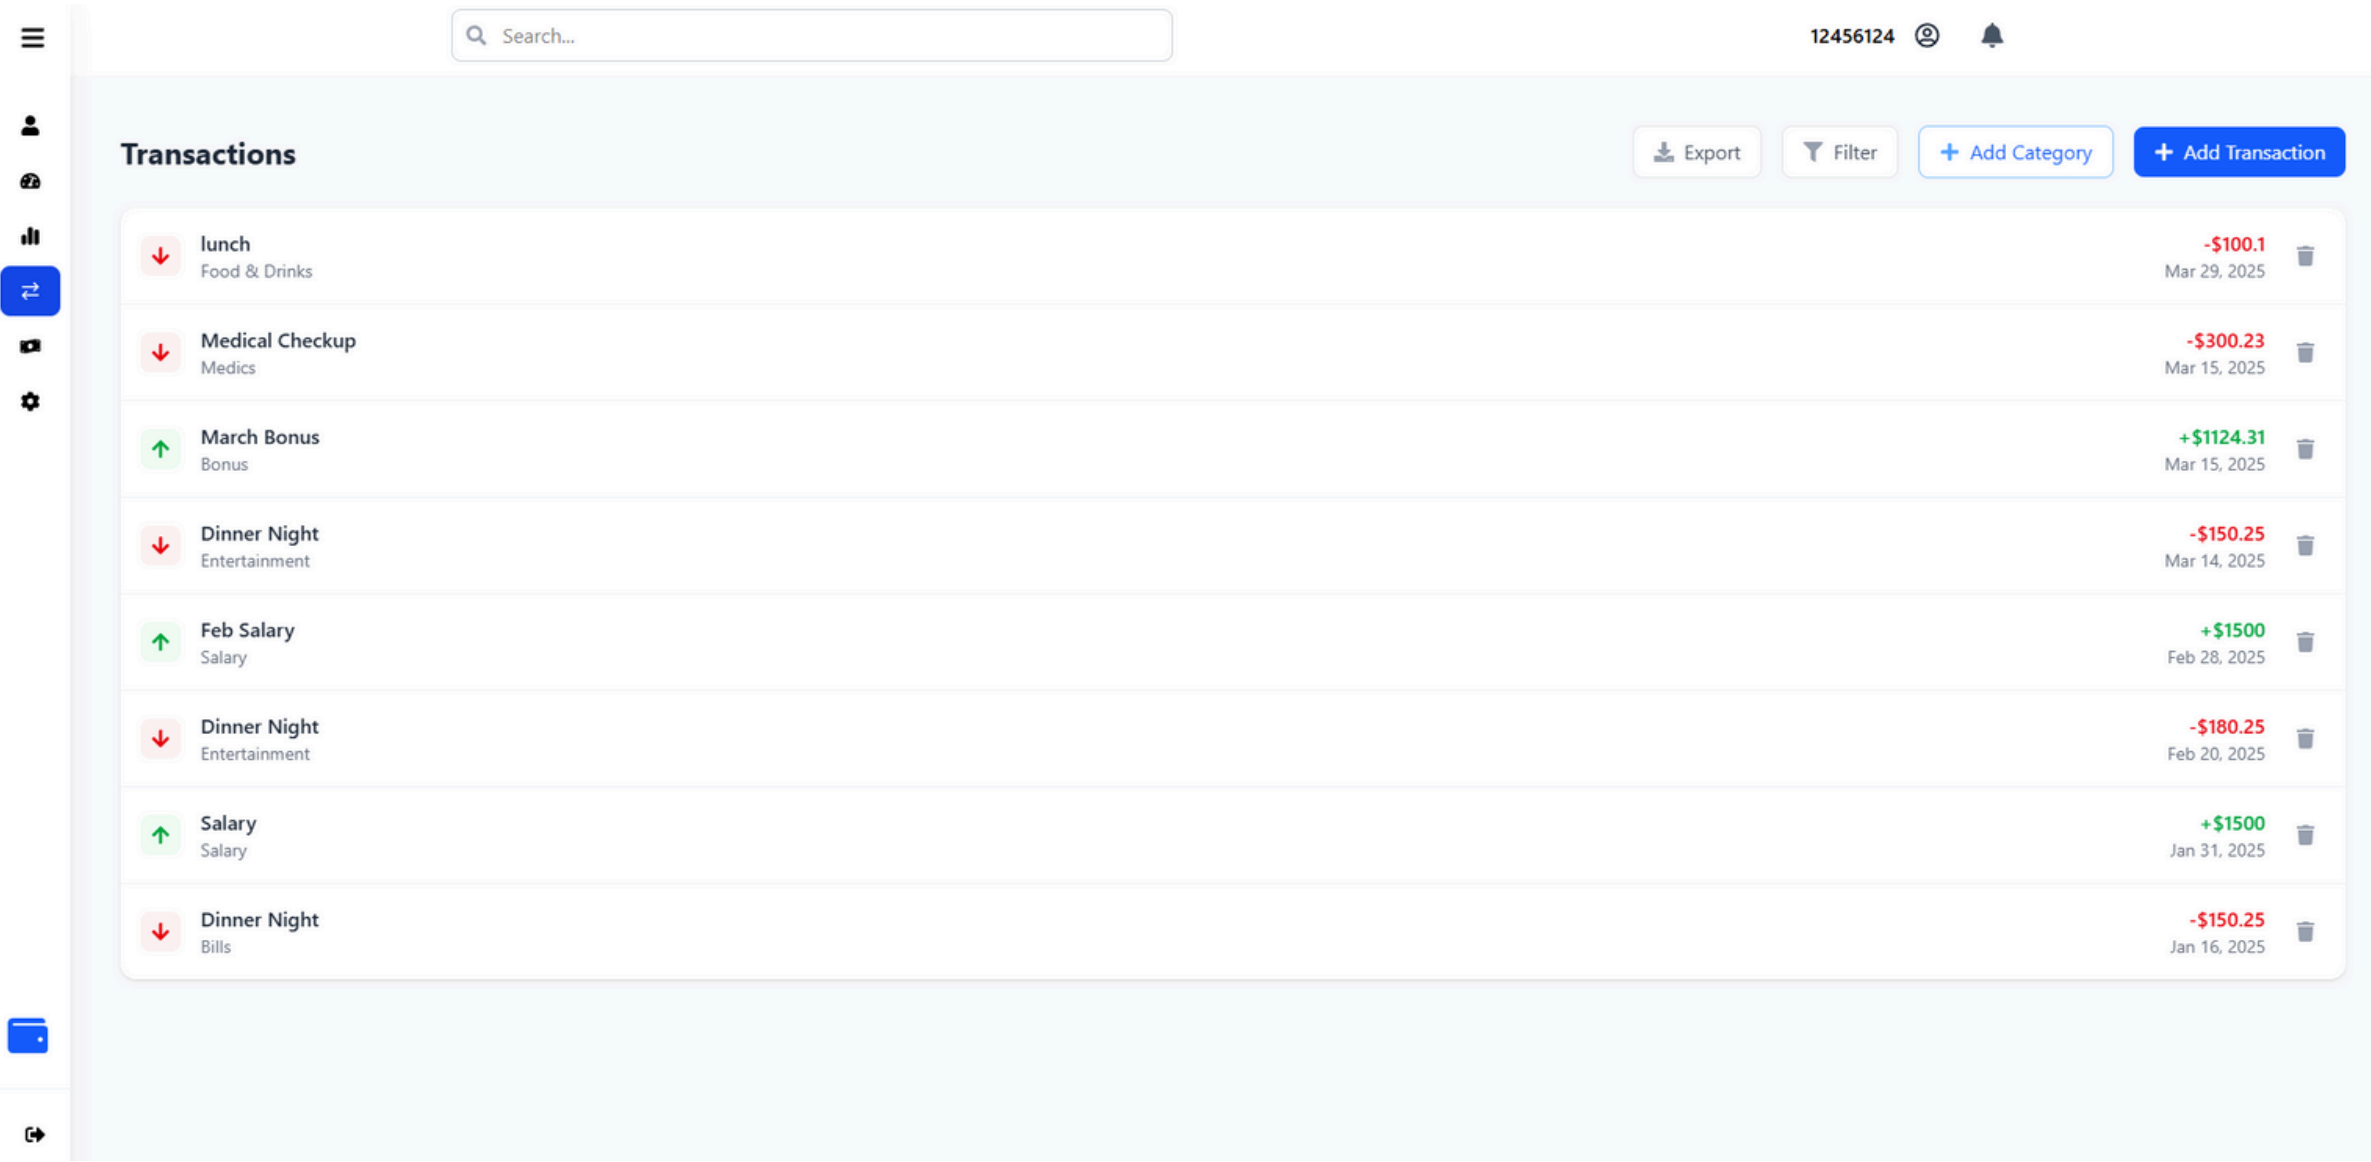 Search...
12456124
Transactions
Export
Filter
+ Add Category
+ Add Transaction
lunch
Food & Drinks
-$100.1
Mar 29, 2025
Medical Checkup
Medics
-$300.23
Mar 15, 2025
March Bonus
Bonus
+$1124.31
Mar 15, 2025
Dinner Night
Entertainment
-$150.25
Mar 14, 2025
Feb Salary
Salary
+$1500
Feb 28, 2025
Dinner Night
Entertainment
-$180.25
Feb 20, 2025
Salary
Salary
+$1500
Jan 31, 2025
Dinner Night
Bills
-$150.25
Jan 16, 2025